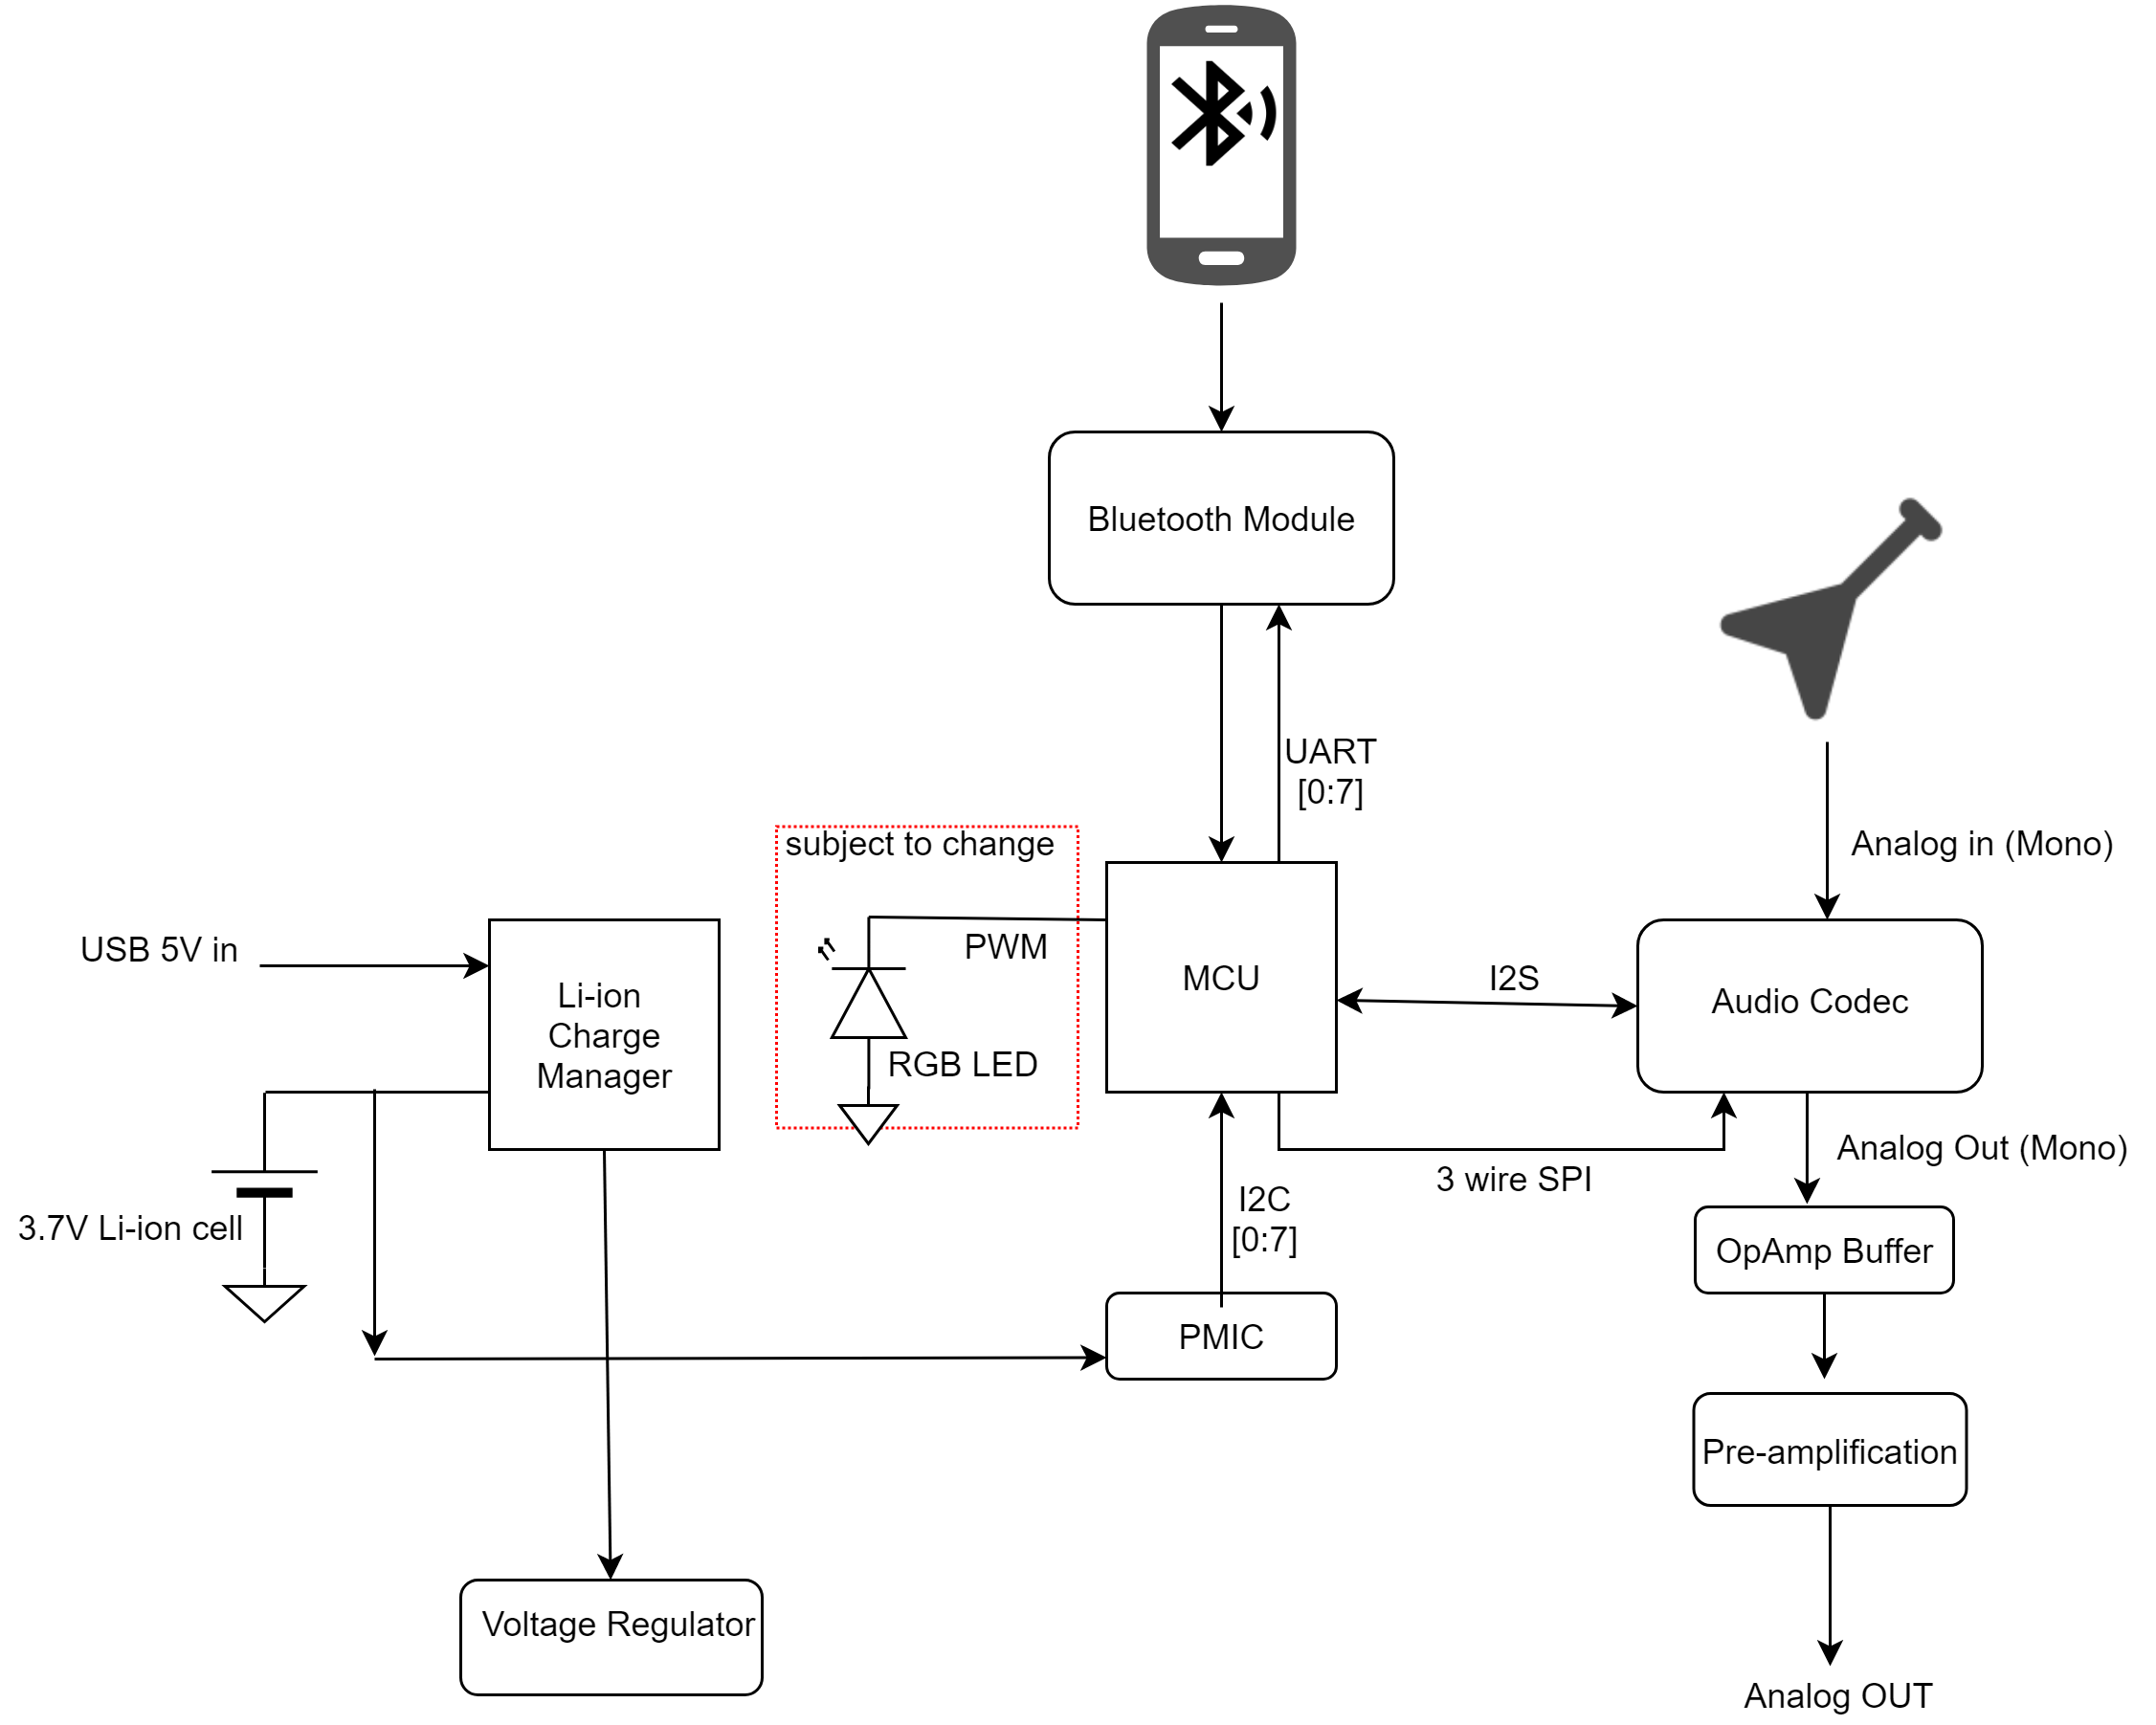 Bluetooth Module
UART
[0:7]
subject to change
Analog in (Mono)
USB 5V in
PWM
MCU
I2S
Audio Codec
Li-ion
Charge
Manager
RGB LED
Analog Out (Mono)
3 wire SPI
I2C
[0:7]
3.7V Li-ion cell
OpAmp Buffer
PMIC
Pre-amplification
Voltage Regulator
Analog OUT